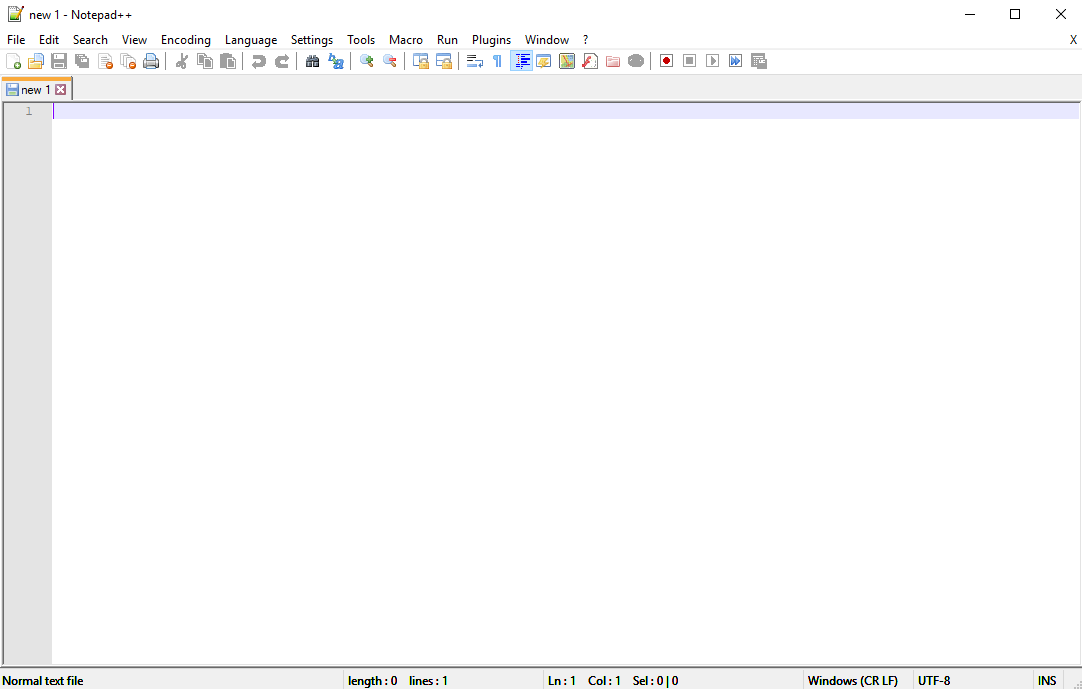 new 1 - Notepad++
File Edit Search View Encoding Language Settings Tools Macro Run Plugins Window ? X
new 1
1
Normal text file length : 0 lines : 1 Ln : 1 Col : 1 Sel : 0 | 0 Windows (CR LF) UTF-8 INS